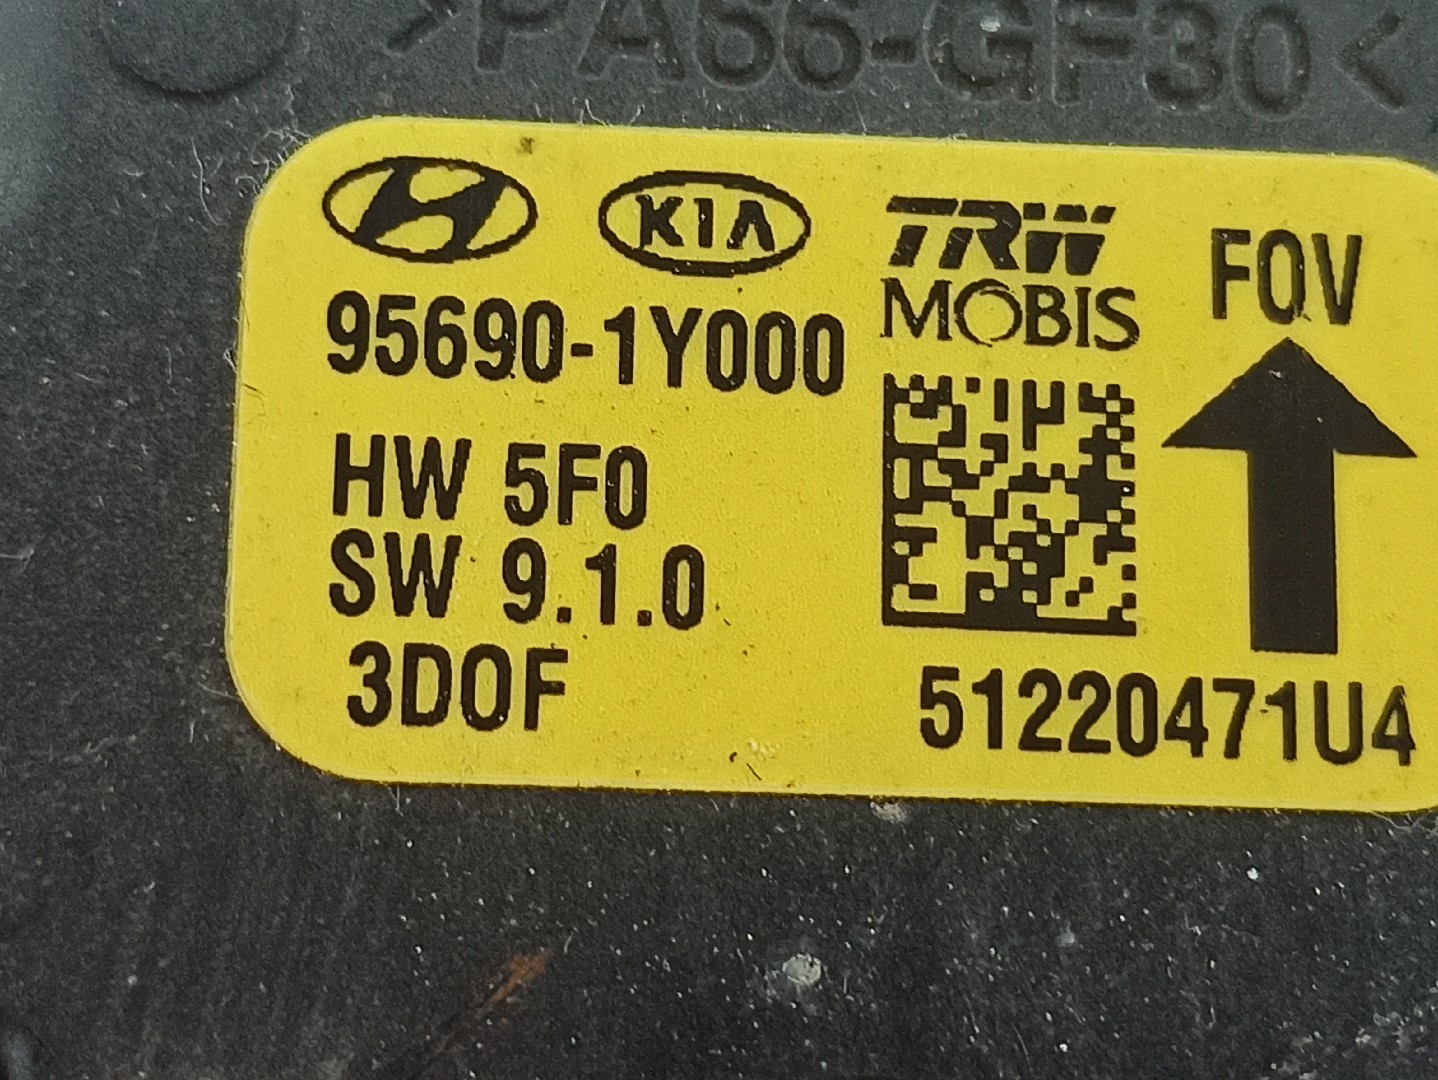 >PA66-GF30<
KIA
TRW
MOBIS
FOV
95690-1Y000
HW 5F0
SW 9.1.0
3DOF
51220471U4